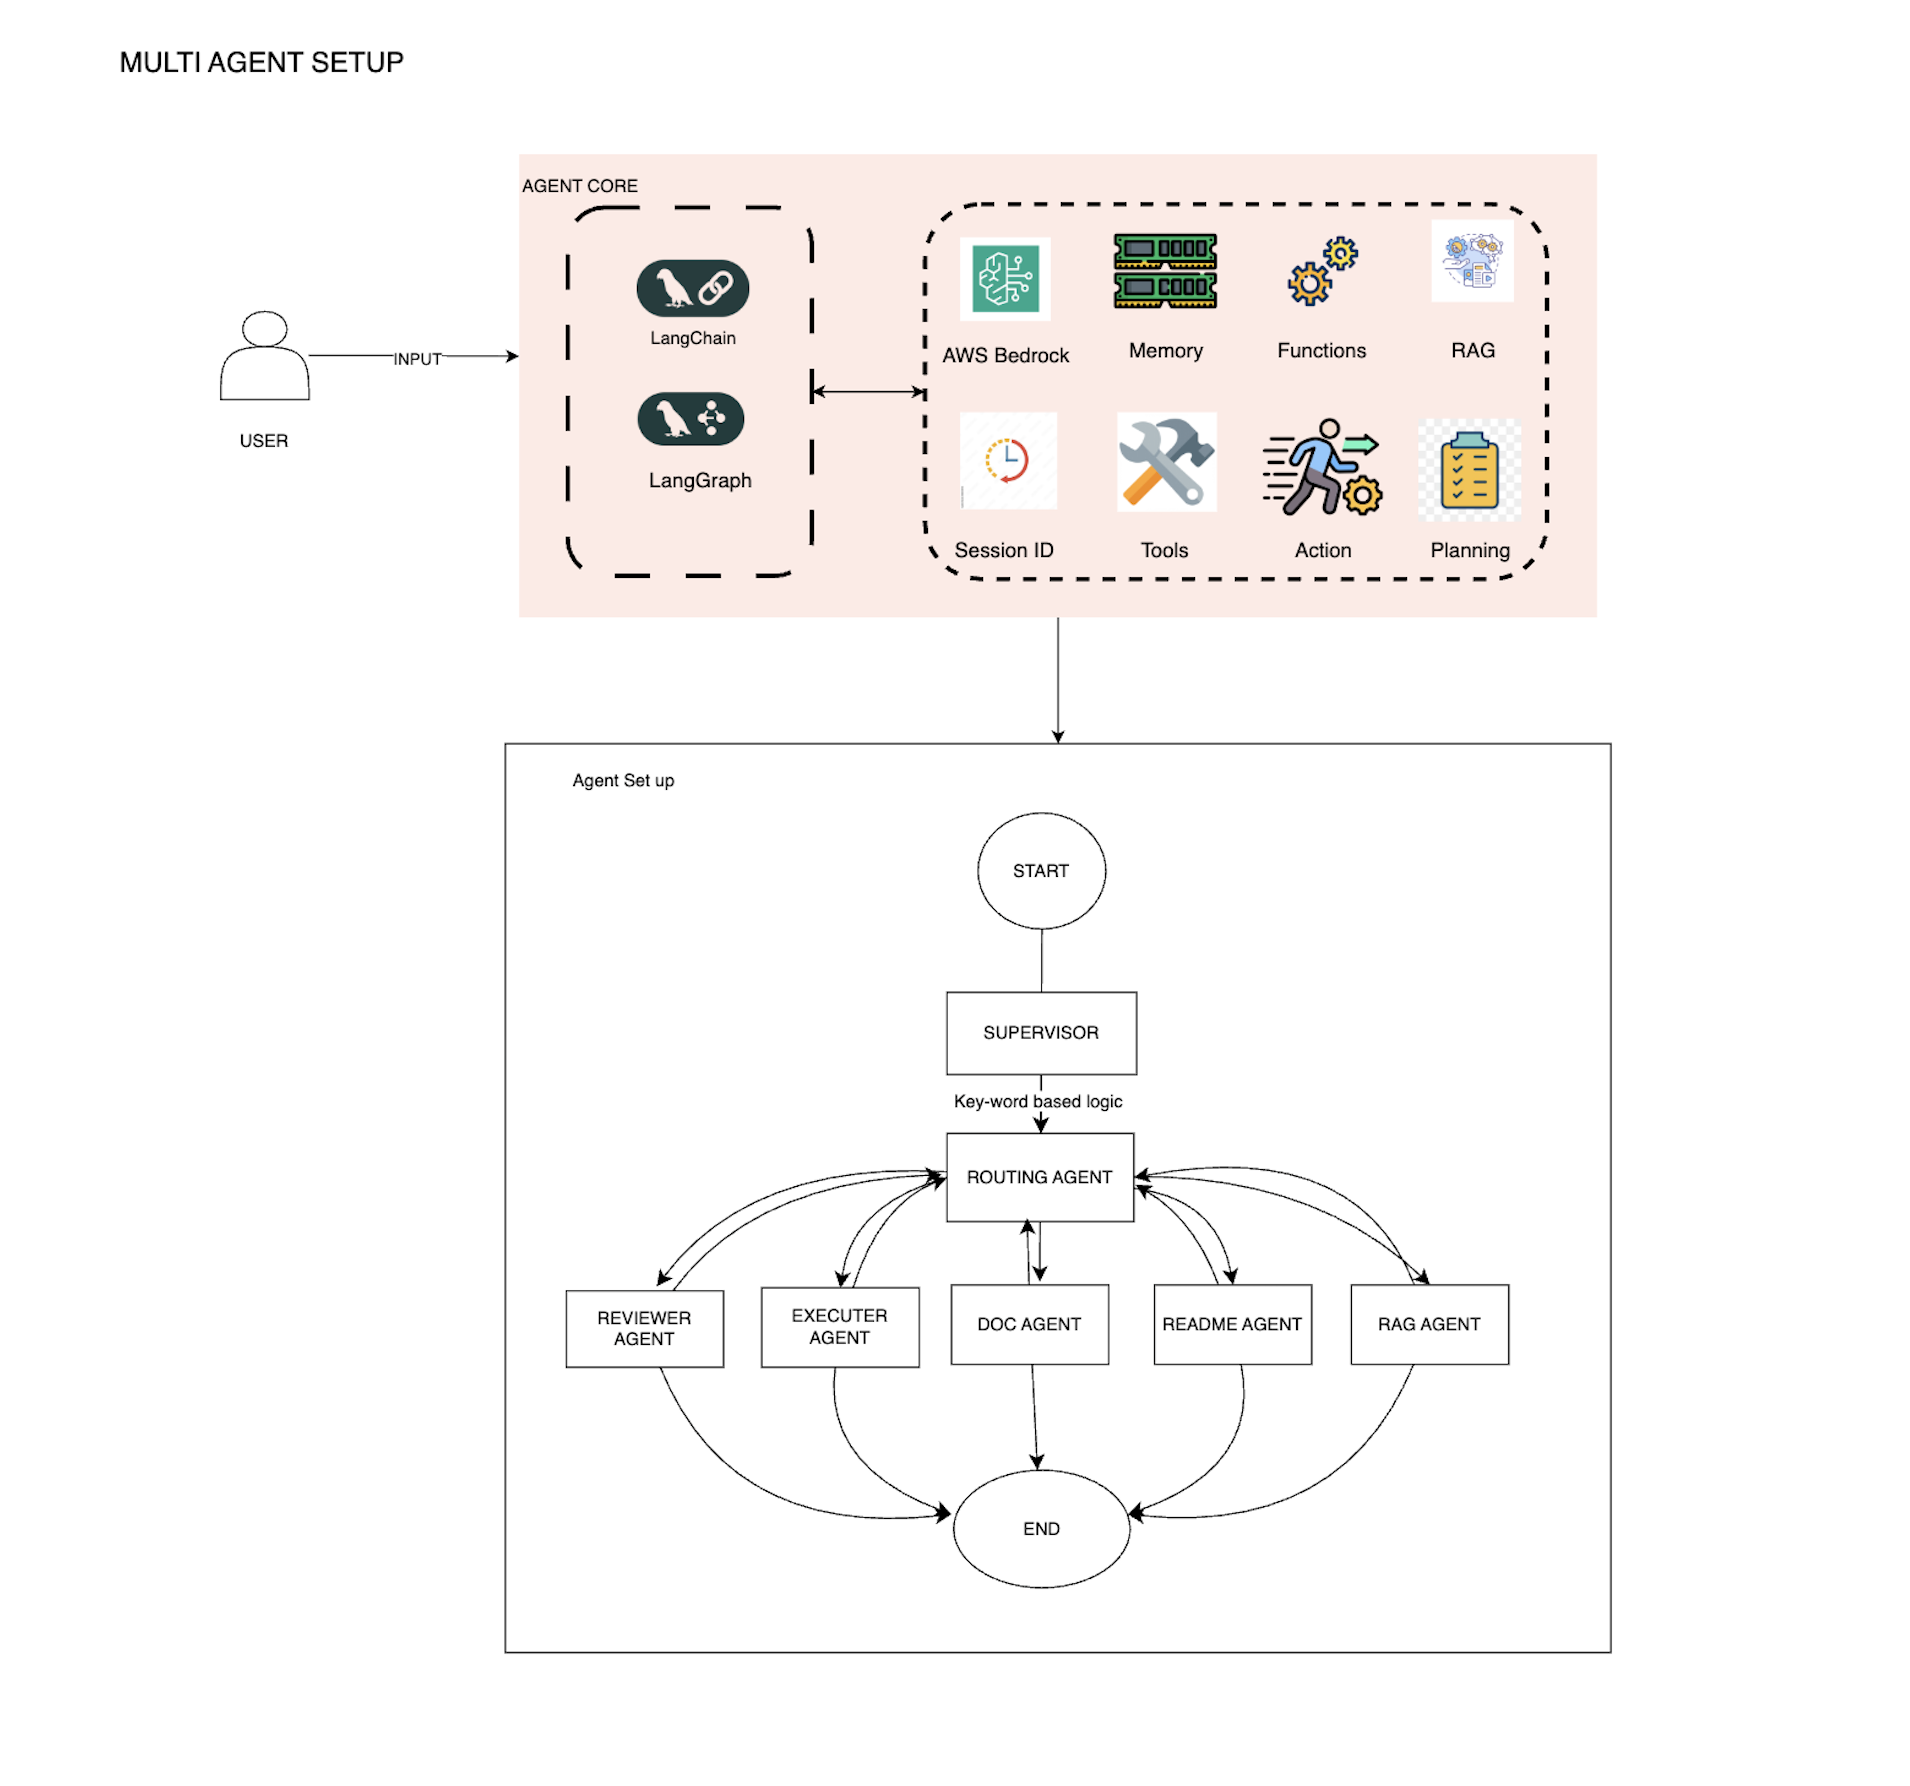 MULTI AGENT SETUP
AGENT CORE
LangChain
LangGraph
AWS Bedrock
Memory
Functions
RAG
Session ID
Tools
Action
Planning
INPUT
USER
Agent Set up
START
SUPERVISOR
Key-word based logic
ROUTING AGENT
REVIEWER
AGENT
EXECUTER
AGENT
DOC AGENT
README AGENT
RAG AGENT
END